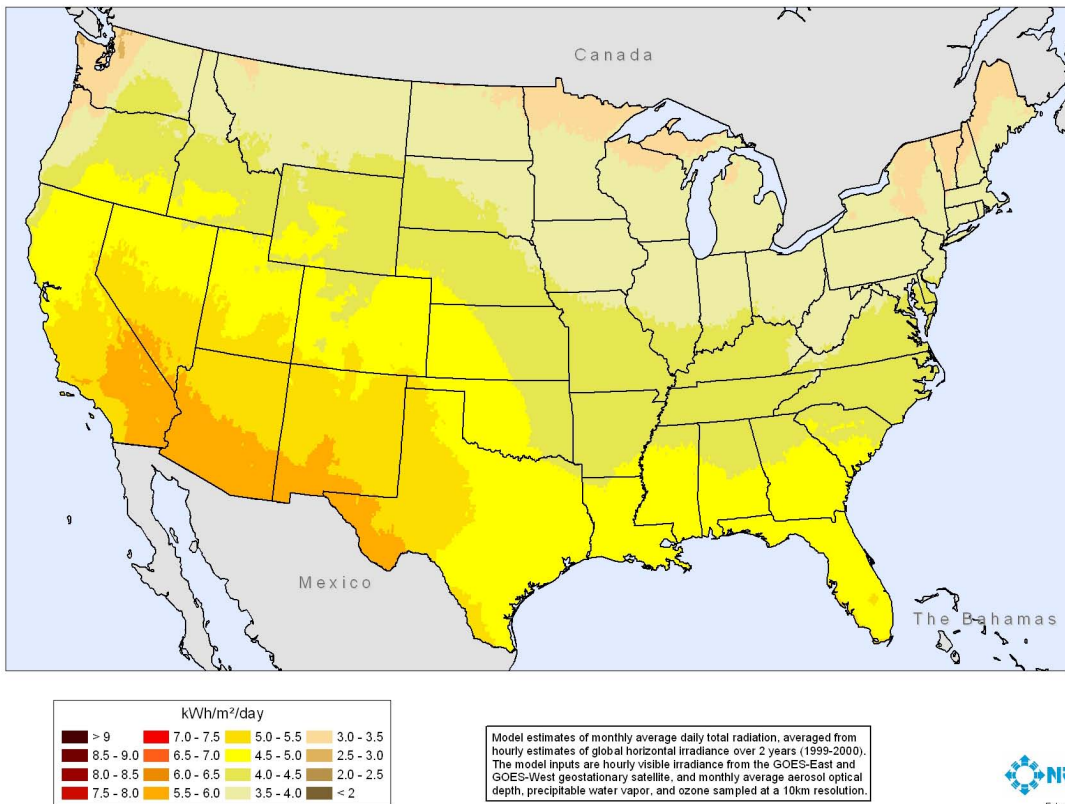 Canada
Mexico
The Bahamas
kWh/m²/day
> 9
8.5 - 9.0
8.0 - 8.5
7.5 - 8.0
7.0 - 7.5
6.5 - 7.0
6.0 - 6.5
5.5 - 6.0
5.0 - 5.5
4.5 - 5.0
4.0 - 4.5
3.5 - 4.0
3.0 - 3.5
2.5 - 3.0
2.0 - 2.5
< 2
Model estimates of monthly average daily total radiation, averaged from
hourly estimates of global horizontal irradiance over 2 years (1999-2000).
The model inputs are hourly visible irradiance from the GOES-East and
GOES-West geostationary satellite, and monthly average aerosol optical
depth, precipitable water vapor, and ozone sampled at a 10km resolution.